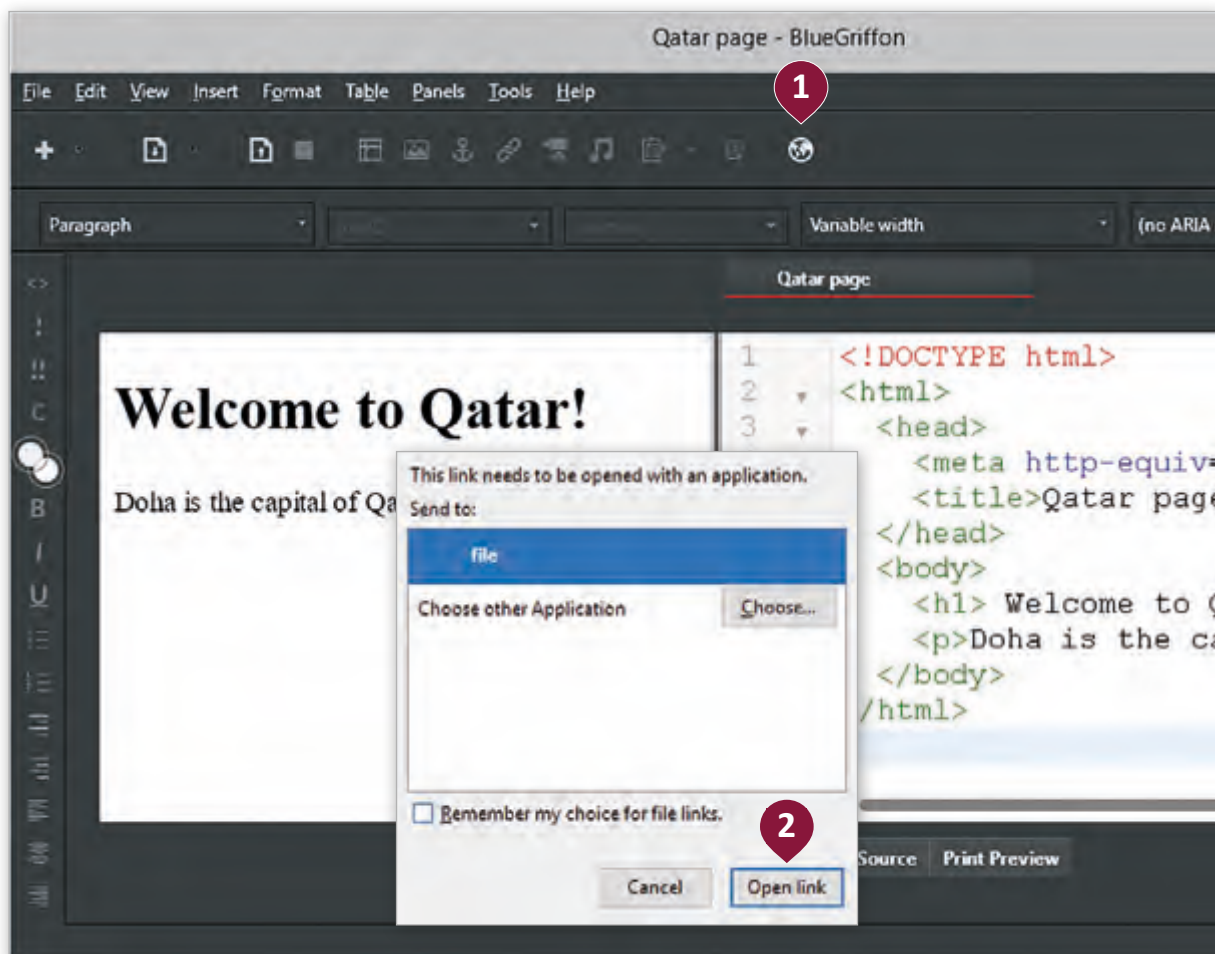 Qatar page - BlueGriffon
File Edit View Insert Format Table Panels Tools Help
1
Paragraph
Variable width
(no ARIA
Qatar page
C
B
I
U
Welcome to Qatar!
Doha is the capital of Qa
1 <!DOCTYPE html>
2 <html>
3 <head>
<meta http-equiv=
<title>Qatar page
</head>
<body>
<h1> Welcome to Q
<p>Doha is the ca
</body>
/html>
This link needs to be opened with an application.
Send to:
file
Choose other Application
Choose...
Remember my choice for file links.
2
Cancel
Open link
Source
Print Preview